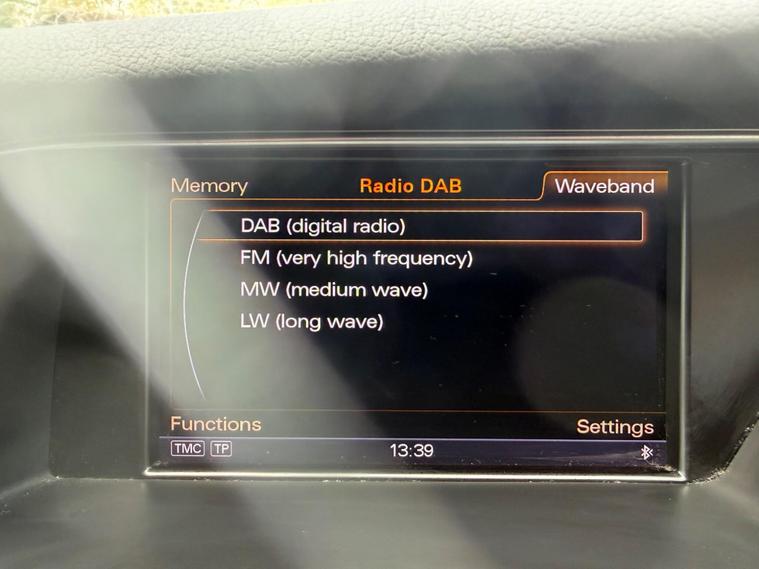 Memory Radio DAB Waveband
DAB (digital radio)
FM (very high frequency)
MW (medium wave)
LW (long wave)
Functions Settings
TMC TP 13:39